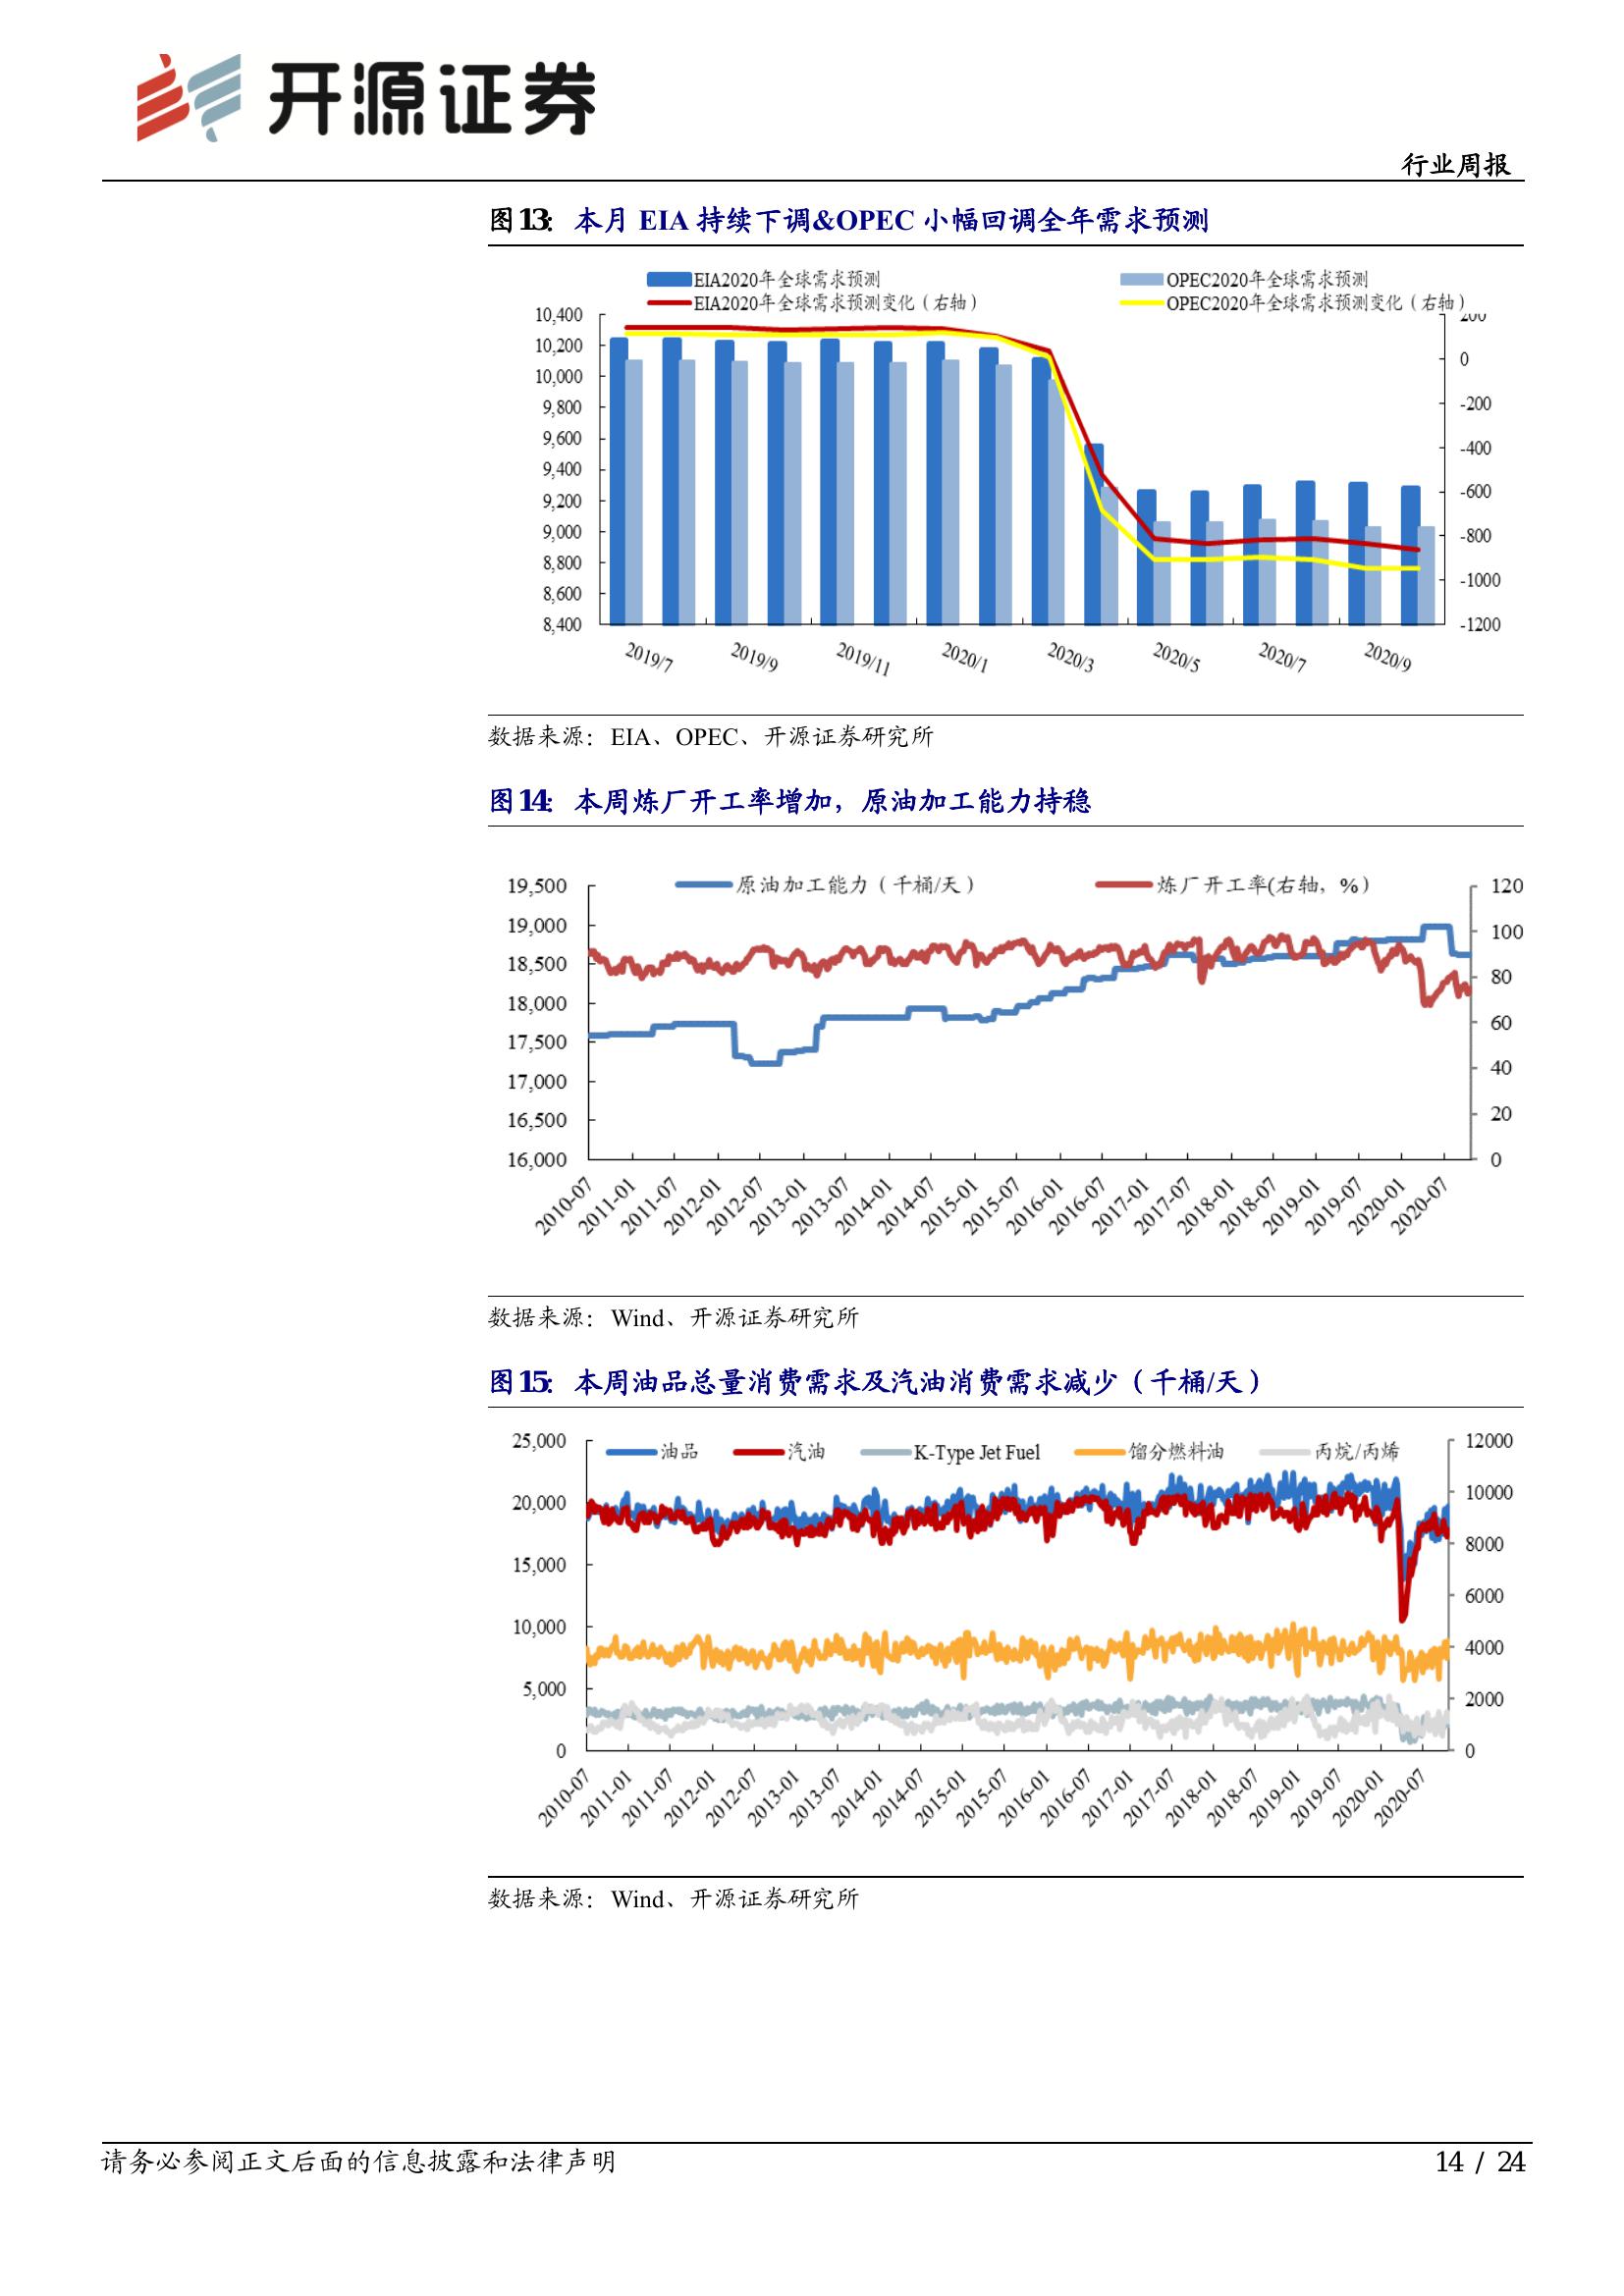 开源证券
行业周报
图13： 本月 EIA 持续下调&OPEC 小幅回调全年需求预测
EIA2020年全球需求预测 OPEC2020年全球需求预测
EIA2020年全球需求预测变化（右轴） OPEC2020年全球需求预测变化（右轴）
10,400 200
10,200 0
10,000
9,800 -200
9,600 -400
9,400
9,200 -600
9,000 -800
8,800
8,600 -1000
8,400 -1200
2019/7 2019/9 2019/11 2020/1 2020/3 2020/5 2020/7 2020/9
数据来源：EIA、OPEC、开源证券研究所
图14： 本周炼厂开工率增加，原油加工能力持稳
原油加工能力（千桶/天） 炼厂开工率(右轴，%）
19,500 120
19,000 100
18,500 80
18,000
17,500 60
17,000 40
16,500 20
16,000 0
2010-07 2011-01 2011-07 2012-01 2012-07 2013-01 2013-07 2014-01 2014-07 2015-01 2015-07 2016-01 2016-07 2017-01 2017-07 2018-01 2018-07 2019-01 2019-07 2020-01 2020-07
数据来源：Wind、开源证券研究所
图15： 本周油品总量消费需求及汽油消费需求减少（千桶/天）
油品 汽油 K-Type Jet Fuel 馏分燃料油 丙烷/丙烯
25,000 12000
20,000 10000
15,000 8000
6000
10,000 4000
5,000 2000
0 0
2010-07 2011-01 2011-07 2012-01 2012-07 2013-01 2013-07 2014-01 2014-07 2015-01 2015-07 2016-01 2016-07 2017-01 2017-07 2018-01 2018-07 2019-01 2019-07 2020-01 2020-07
数据来源：Wind、开源证券研究所
请务必参阅正文后面的信息披露和法律声明 14 / 24